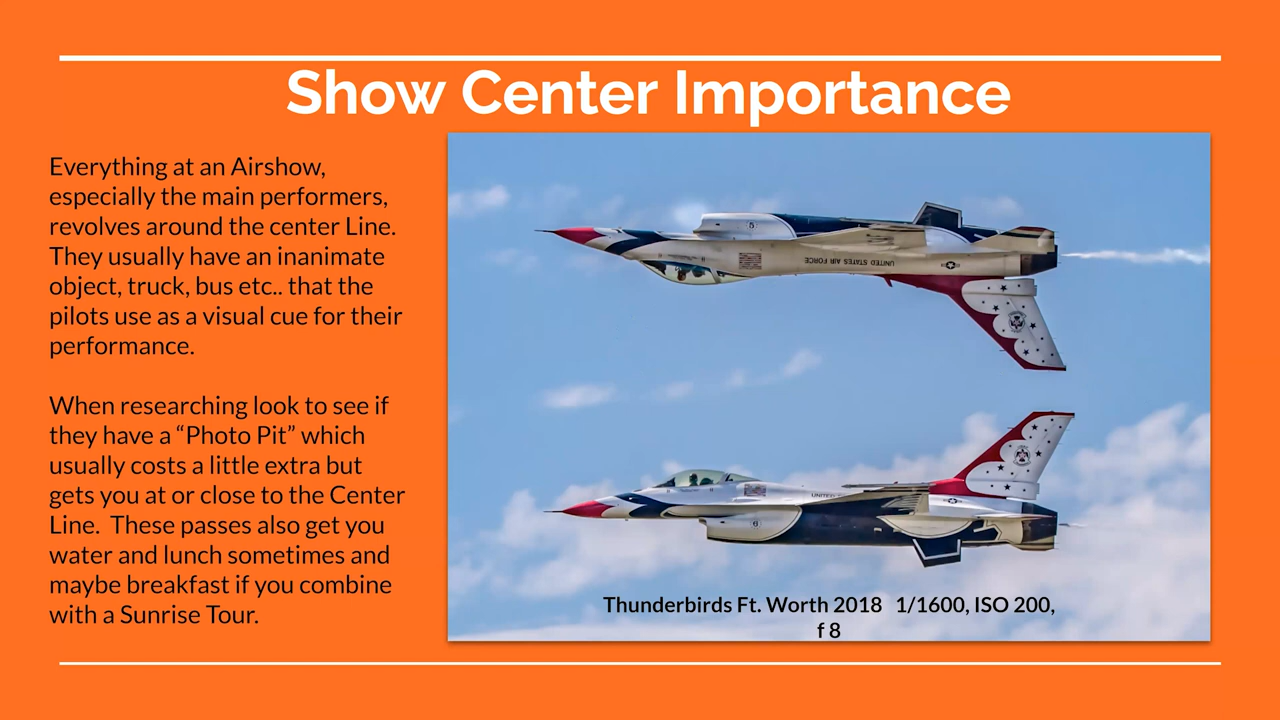 Show Center Importance
Everything at an Airshow,
especially the main performers,
revolves around the center Line.
They usually have an inanimate
object, truck, bus etc.. that the
pilots use as a visual cue for their
performance.
When researching look to see if
they have a “Photo Pit” which
usually costs a little extra but
gets you at or close to the Center
Line.  These passes also get you
water and lunch sometimes and
maybe breakfast if you combine
with a Sunrise Tour.
5
UNITED STATES AIR FORCE
UNITED
6
Thunderbirds Ft. Worth 2018   1/1600, ISO 200,
f 8